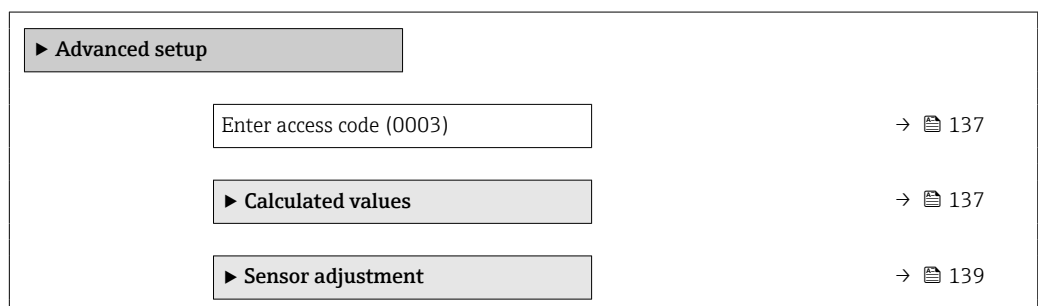 ▶ Advanced setup
Enter access code (0003) → 137
▶ Calculated values → 137
▶ Sensor adjustment → 139